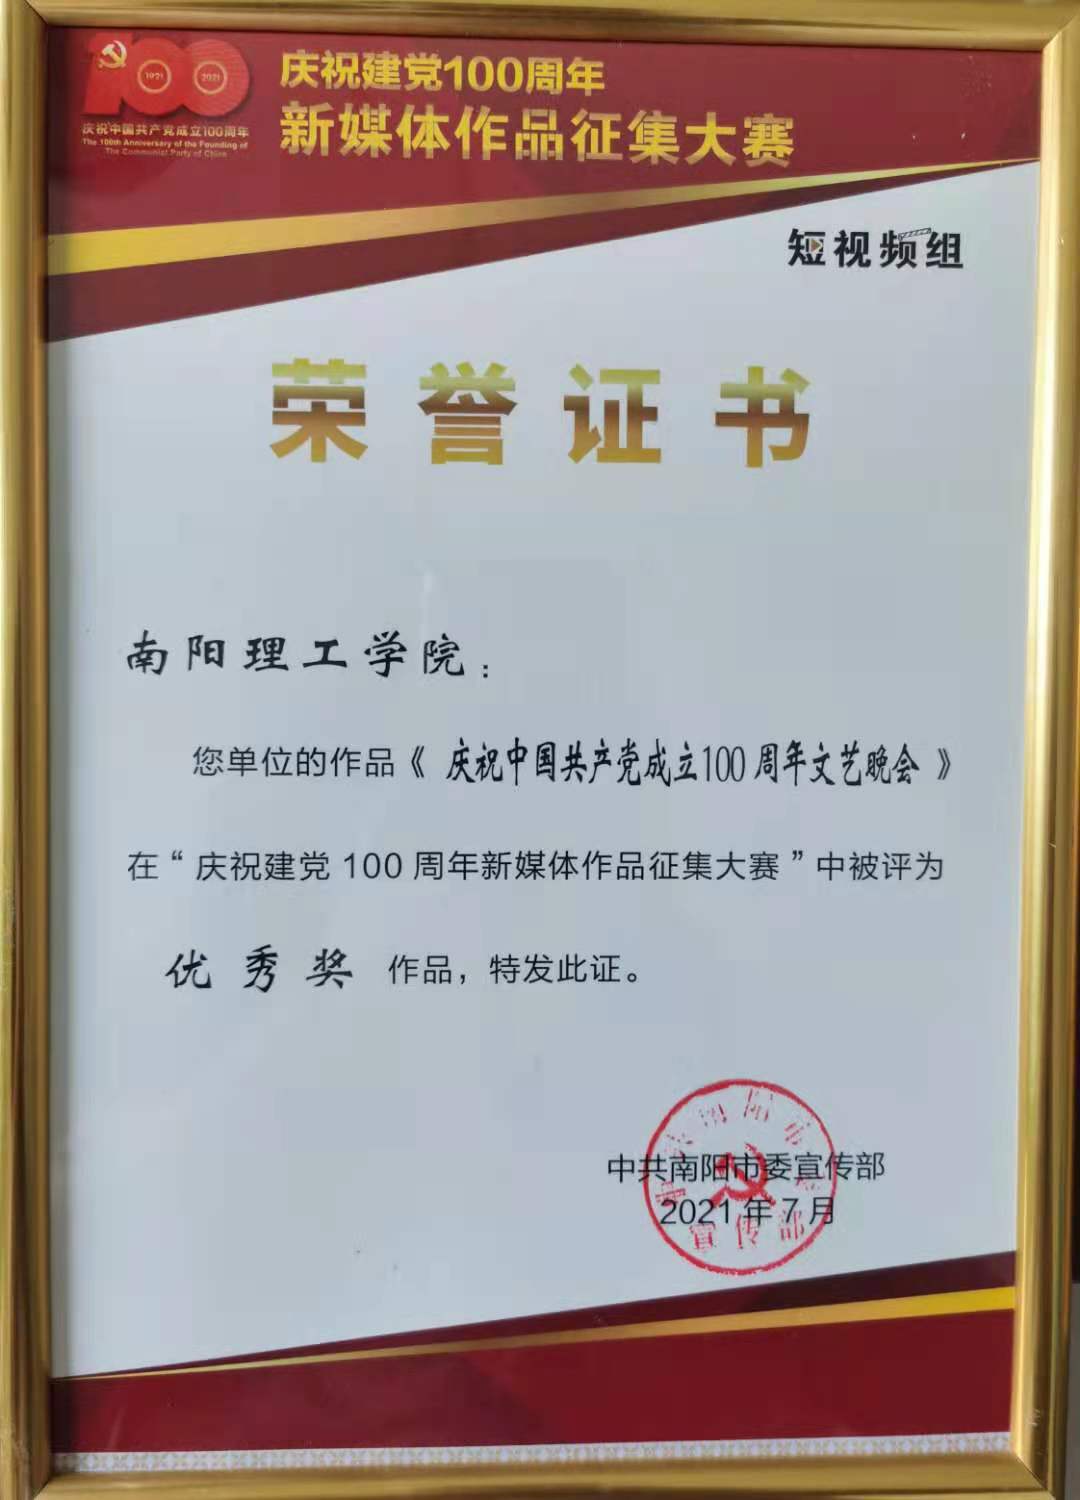 1921
2021
庆祝中国共产党成立100周年
The 100th Anniversary of the Founding of
The Communist Party of China
庆祝建党100周年
新媒体作品征集大赛
短视频组
荣誉证书
南阳理工学院：
您单位的作品《庆祝中国共产党成立100周年文艺晚会》
在“庆祝建党100周年新媒体作品征集大赛”中被评为
优秀奖 作品，特发此证。
中共南阳市委宣传部
2021年7月